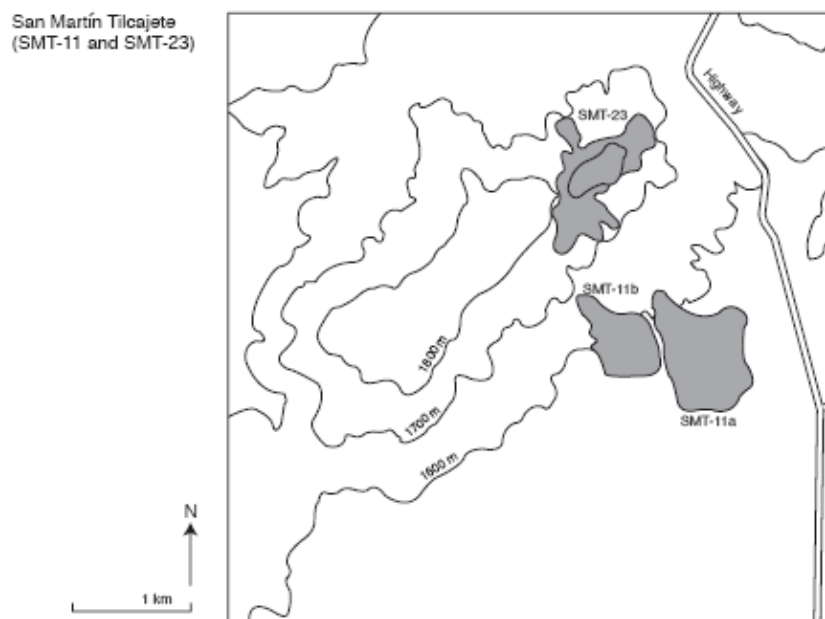 San Martín Tilcajete
(SMT-11 and SMT-23)
Highway
SMT-23
SMT-11b
1800 m
1700 m
SMT-11a
1600 m
N
1 km